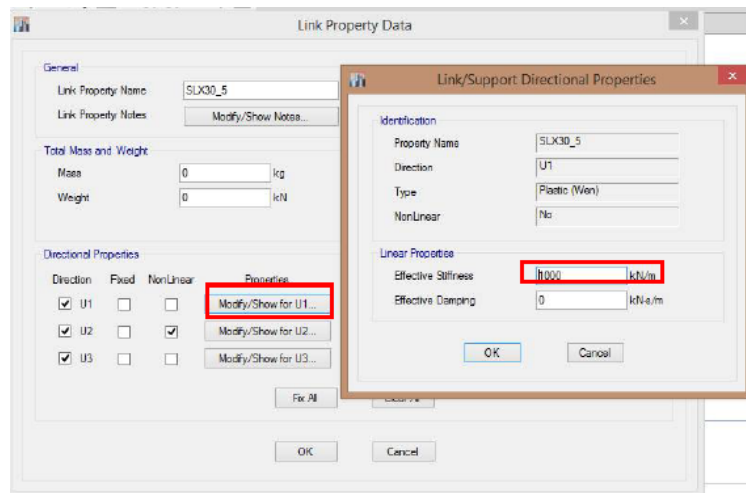 Link Property Data
General
Link Property Name SLX30_5
Link Property Notes Modify/Show Notes...
Total Mass and Weight
Mass 0 kg
Weight 0 kN
Directional Properties
Direction Fixed NonLinear Properties
U1 Modify/Show for U1...
U2 Modify/Show for U2...
U3 Modify/Show for U3...
Fix All
OK Cancel
Link/Support Directional Properties
Identification
Property Name SLX30_5
Direction U1
Type Plastic (Wen)
NonLinear No
Linear Properties
Effective Stiffness 1000 kN/m
Effective Damping 0 kN-s/m
OK Cancel